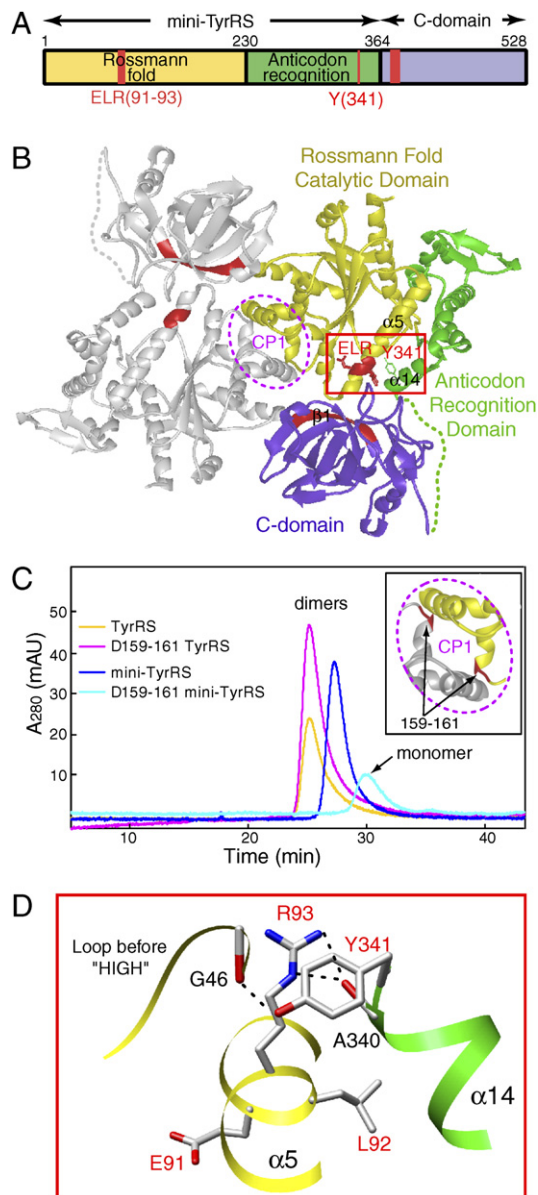 A
mini-TyrRS
C-domain
1
230
364
528
Rossmann
fold
Anticodon
recognition
ELR(91-93)
Y(341)
B
Rossmann Fold
Catalytic Domain
CP1
α5
ELR
Y341
α14
Anticodon
Recognition
Domain
β1
C-domain
C
A280 (mAU)
50
40
30
20
10
TyrRS
D159-161 TyrRS
mini-TyrRS
D159-161 mini-TyrRS
dimers
monomer
CP1
159-161
10
20
30
40
Time (min)
D
R93
Loop before
"HIGH"
Y341
G46
A340
α14
E91
α5
L92